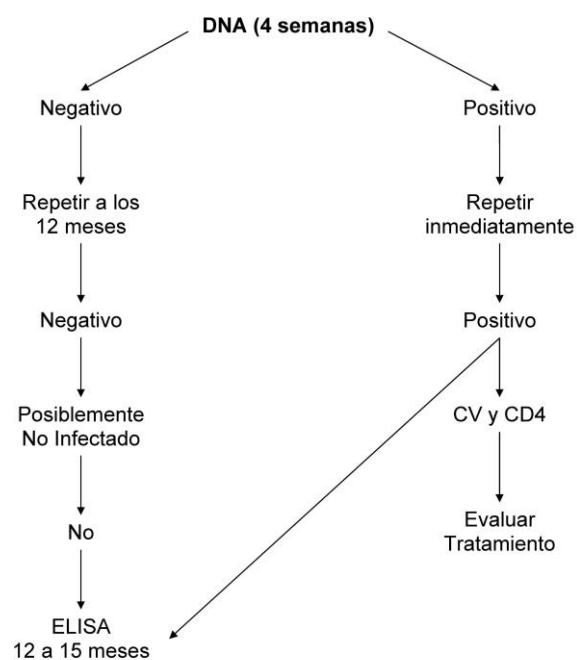 DNA (4 semanas)
Negativo
Positivo
Repetir a los
12 meses
Repetir
inmediatamente
Negativo
Positivo
Posiblemente
No Infectado
CV y CD4
No
Evaluar
Tratamiento
ELISA
12 a 15 meses